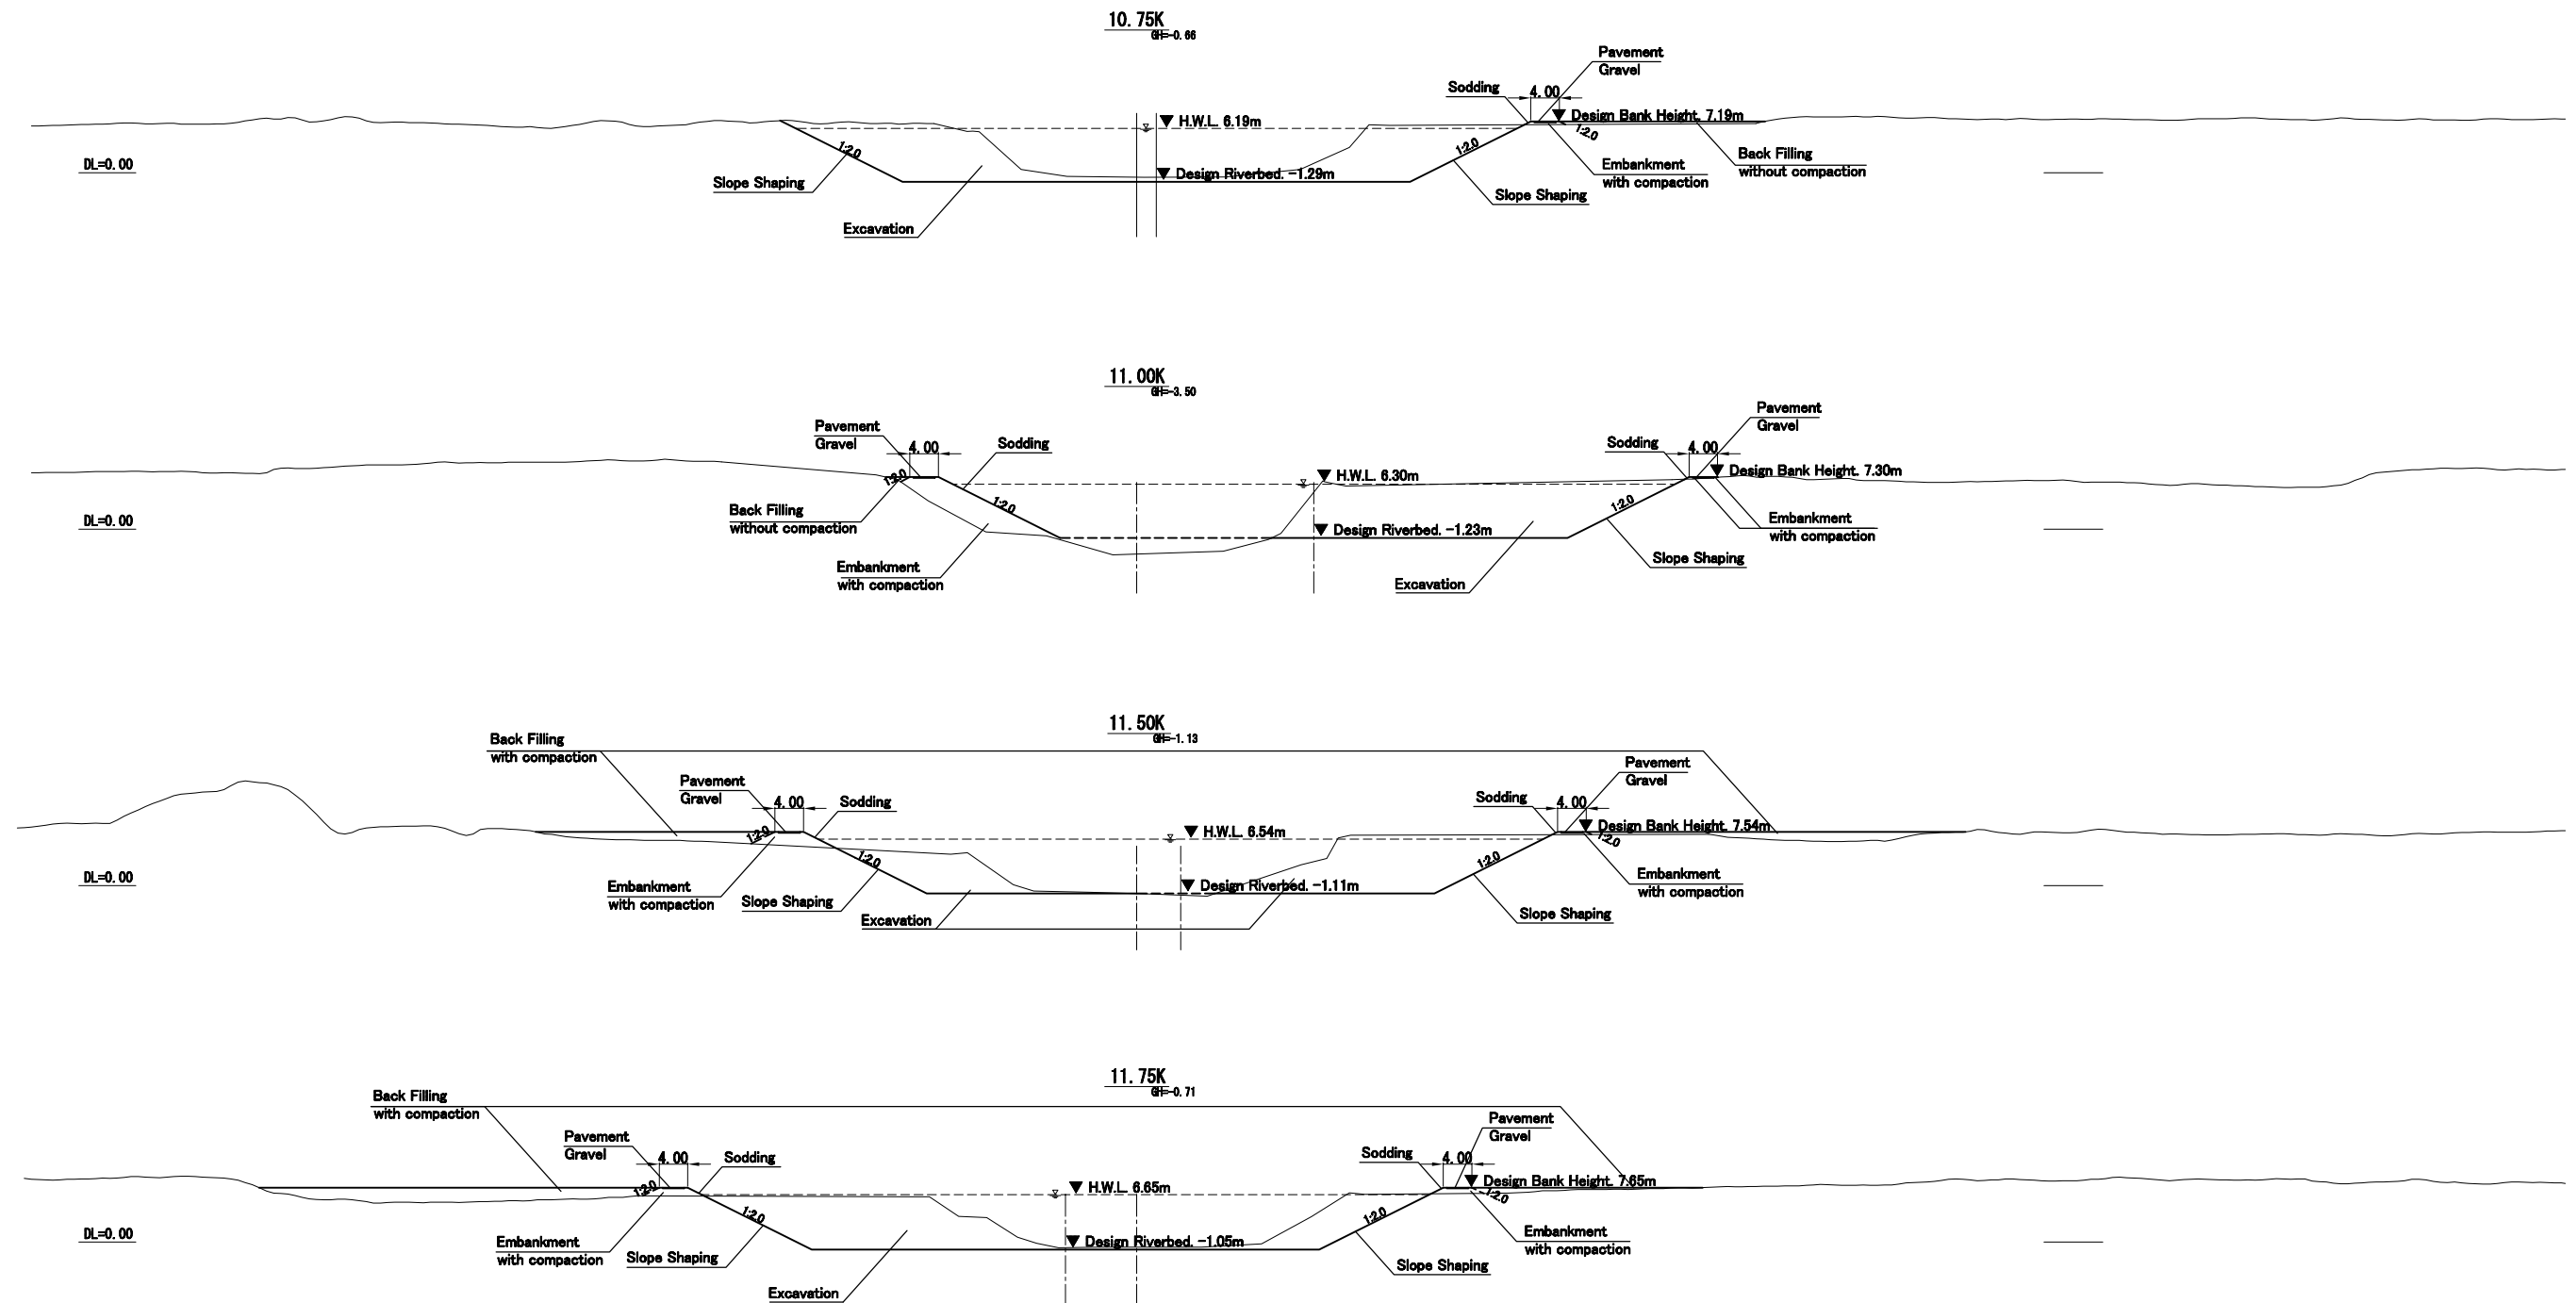 10.75K
GH=-0.66
Pavement
Gravel
Sodding
4.00
H.W.L. 6.19m
Design Bank Height. 7.19m
1:2.0
1:2.0
1:2.0
DL=0.00
Slope Shaping
Design Riverbed. -1.29m
Embankment
with compaction
Back Filling
without compaction
Slope Shaping
Excavation
11.00K
GH=-3.50
Pavement
Gravel
4.00
Sodding
Pavement
Gravel
Sodding
4.00
1:2.0
H.W.L. 6.30m
Design Bank Height. 7.30m
1:2.0
1:2.0
Back Filling
without compaction
DL=0.00
Design Riverbed. -1.23m
Embankment
with compaction
Embankment
with compaction
Slope Shaping
Excavation
11.50K
GH=-1.13
Back Filling
with compaction
Pavement
Gravel
4.00
Sodding
Pavement
Gravel
Sodding
4.00
1:2.0
H.W.L. 6.54m
Design Bank Height. 7.54m
1:2.0
1:2.0
1:2.0
DL=0.00
Embankment
with compaction
Slope Shaping
Design Riverbed. -1.11m
Embankment
with compaction
Excavation
Slope Shaping
11.75K
GH=-0.71
Back Filling
with compaction
Pavement
Gravel
4.00
Sodding
Pavement
Gravel
Sodding
4.00
1:2.0
H.W.L. 6.65m
Design Bank Height. 7.65m
1:2.0
1:2.0
1:2.0
DL=0.00
Embankment
with compaction
Slope Shaping
Design Riverbed. -1.05m
Embankment
with compaction
Slope Shaping
Excavation